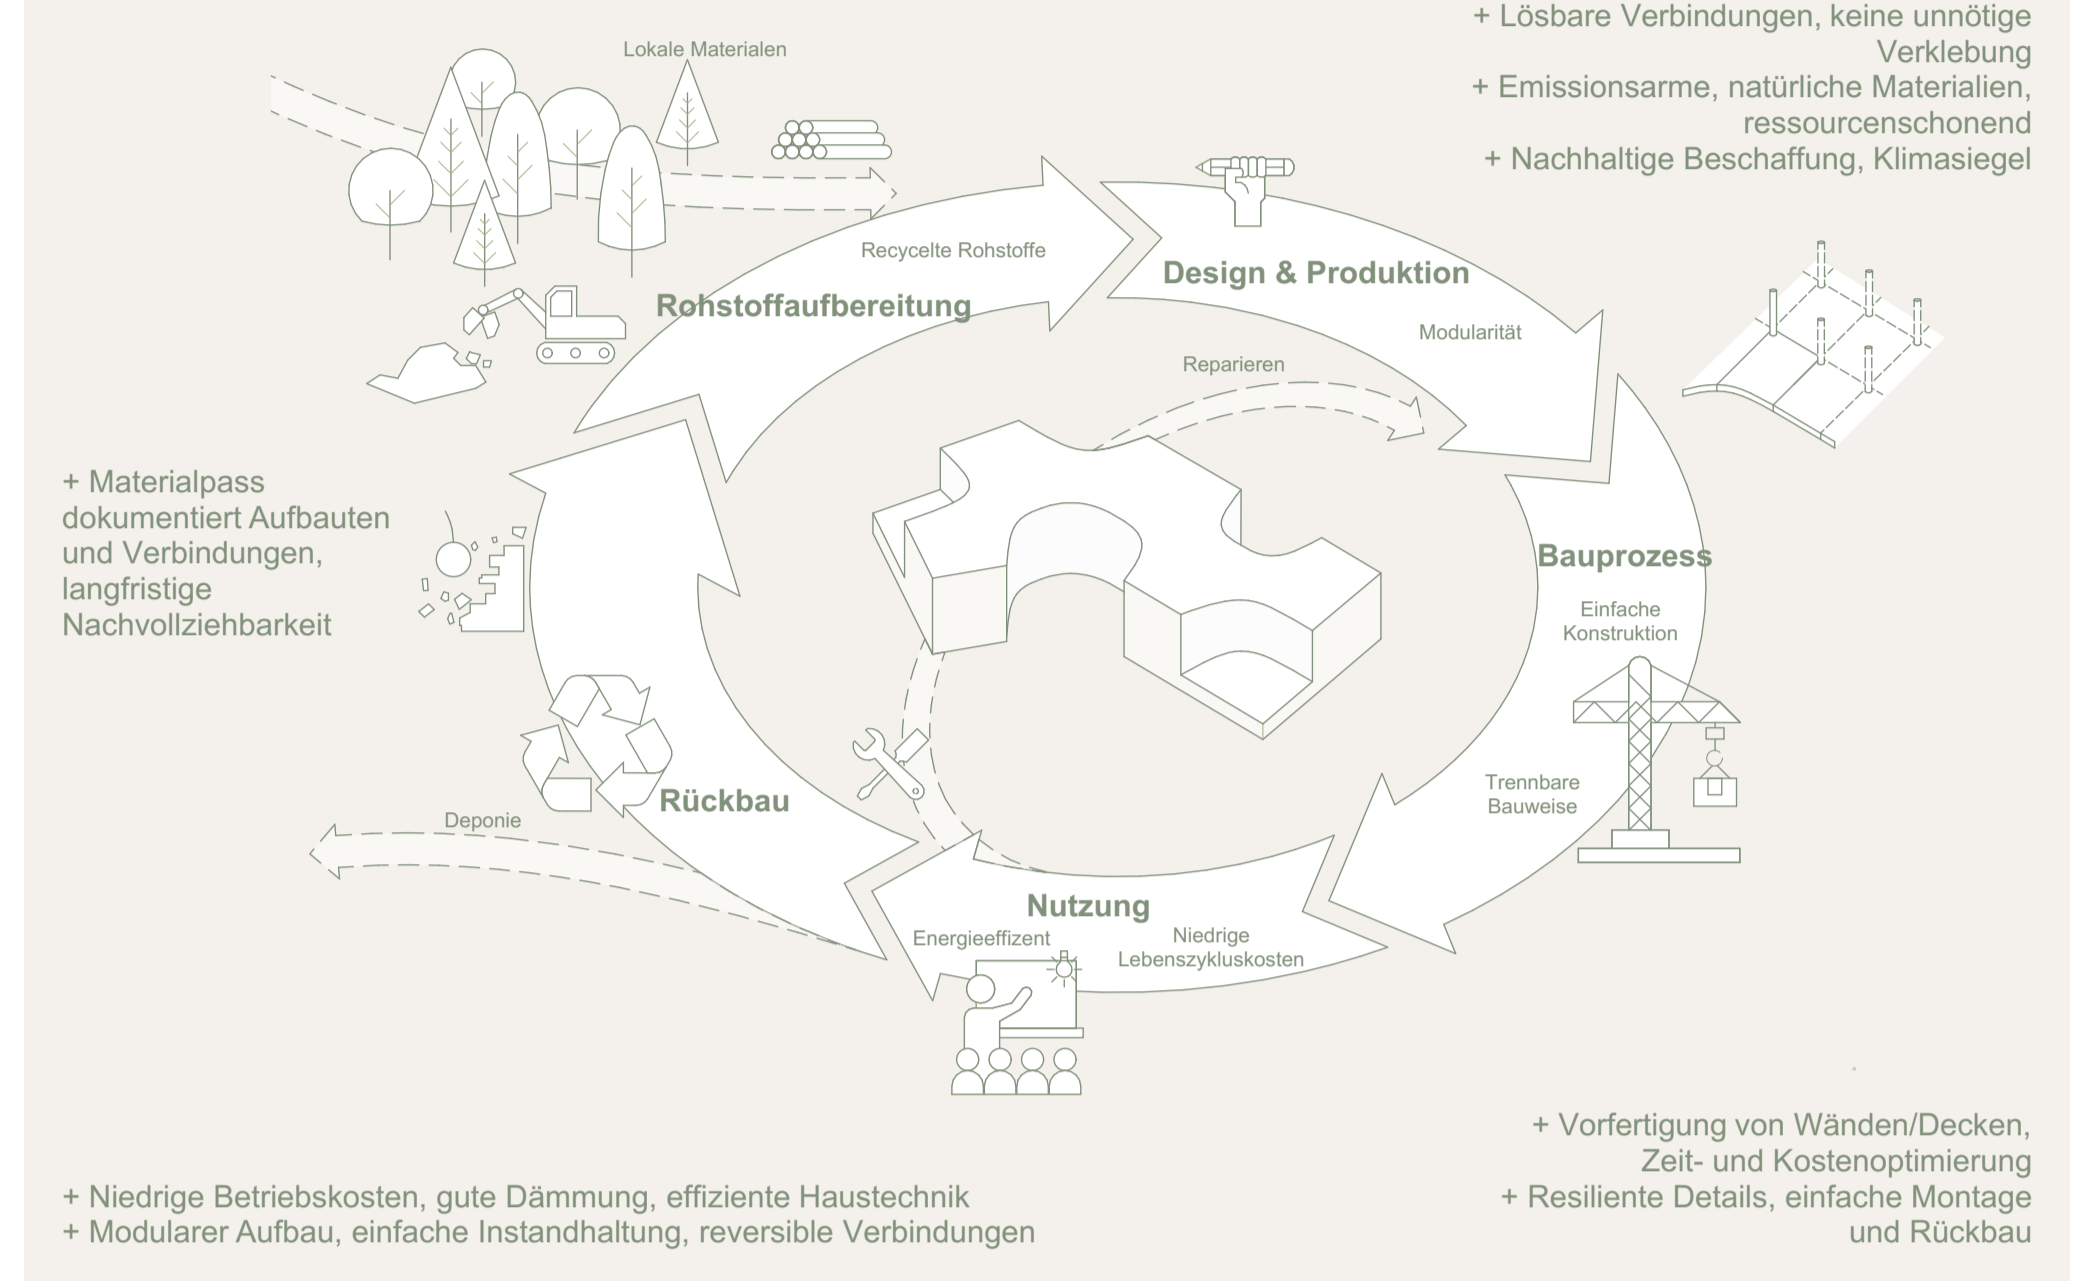 + Lösbare Verbindungen, keine unnötige
Verklebung
+ Emissionsarme, natürliche Materialien,
ressourcenschonend
+ Nachhaltige Beschaffung, Klimasiegel
Lokale Materialen
Recycelte Rohstoffe
Rohstoffaufbereitung
Design & Produktion
Modularität
Reparieren
+ Materialpass
dokumentiert Aufbauten
und Verbindungen,
langfristige
Nachvollziehbarkeit
Bauprozess
Einfache
Konstruktion
Trennbare
Bauweise
Rückbau
Deponie
Nutzung
Energieeffizent
Niedrige
Lebenszykluskosten
+ Vorfertigung von Wänden/Decken,
Zeit- und Kostenoptimierung
+ Resiliente Details, einfache Montage
und Rückbau
+ Niedrige Betriebskosten, gute Dämmung, effiziente Haustechnik
+ Modularer Aufbau, einfache Instandhaltung, reversible Verbindungen